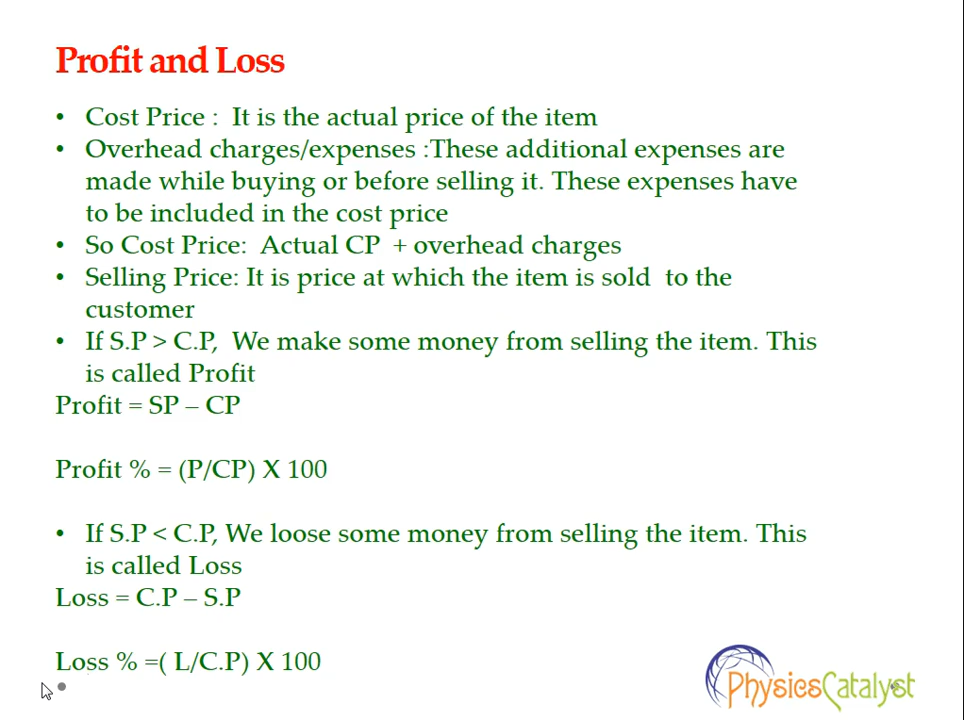 Profit and Loss
• Cost Price : It is the actual price of the item
• Overhead charges/expenses :These additional expenses are
made while buying or before selling it. These expenses have
to be included in the cost price
• So Cost Price: Actual CP + overhead charges
• Selling Price: It is price at which the item is sold to the
customer
• If S.P > C.P, We make some money from selling the item. This
is called Profit
Profit = SP – CP
Profit % = (P/CP) X 100
• If S.P < C.P, We loose some money from selling the item. This
is called Loss
Loss = C.P – S.P
Loss % =( L/C.P) X 100
PhysicsCatalyst